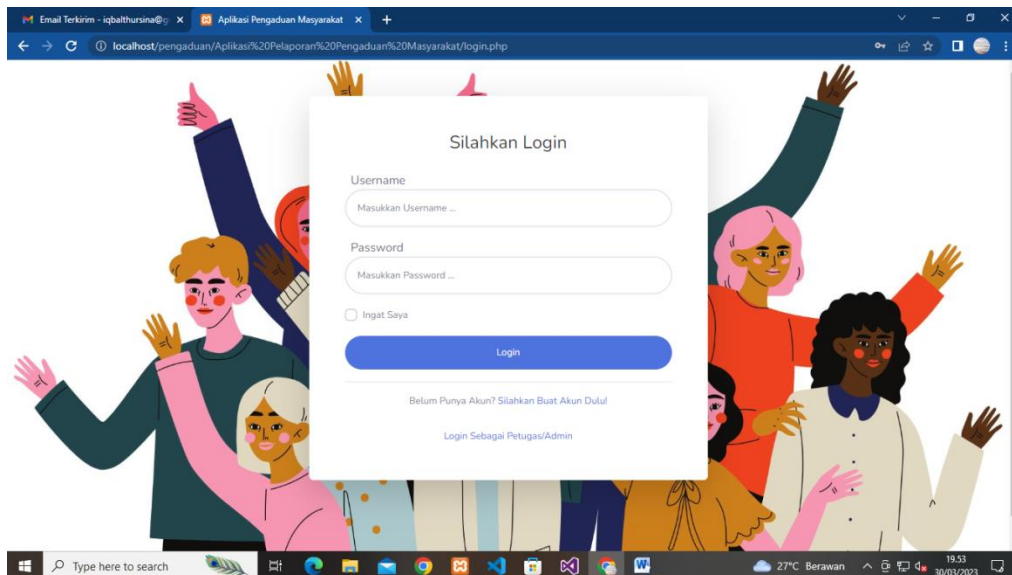 Email Terkirim - iqbalthursina@g
Aplikasi Pengaduan Masyarakat
localhost/pengaduan/Aplikasi%20Pelaporan%20Pengaduan%20Masyarakat/login.php
Silahkan Login
Username
Masukkan Username ...
Password
Masukkan Password ...
Ingat Saya
Login
Belum Punya Akun? Silahkan Buat Akun Dulu!
Login Sebagai Petugas/Admin
Type here to search
27°C Berawan
19.53
30/03/2023